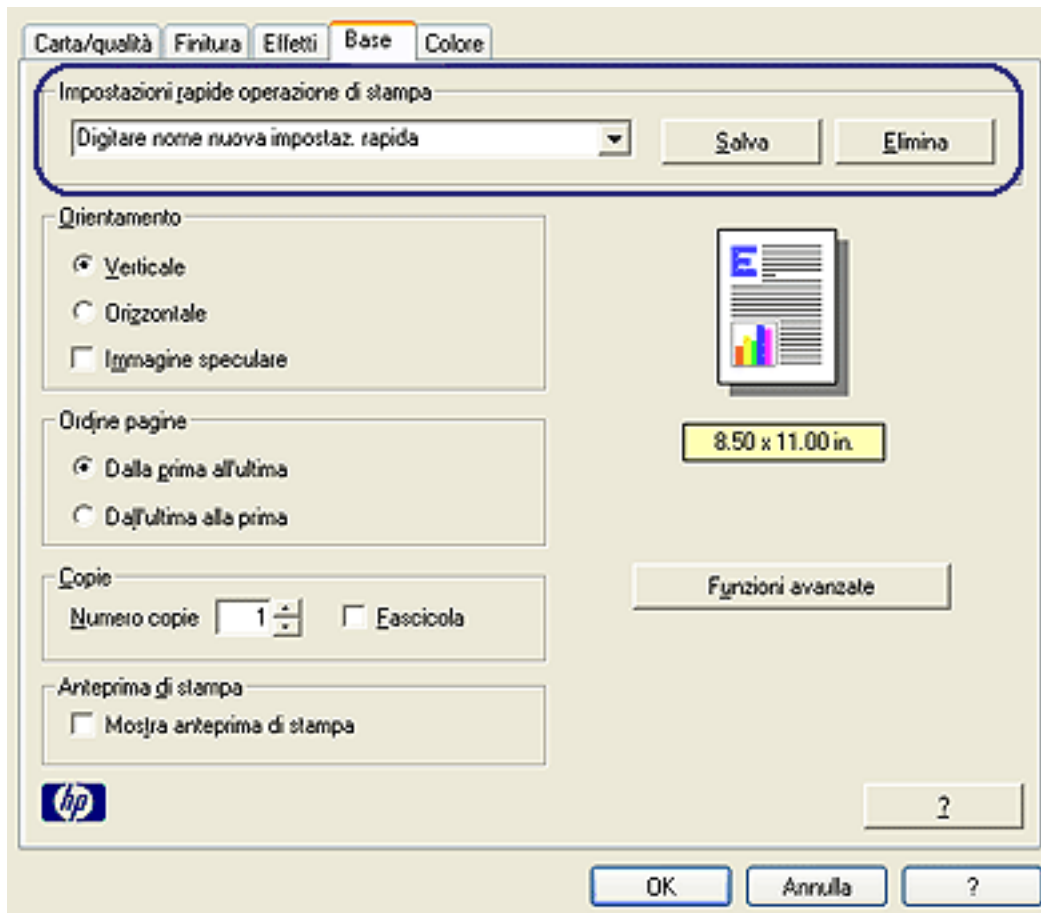 Carta/qualità Finitura Effetti Base Colore
Impostazioni rapide operazione di stampa
Digitare nome nuova impostaz. rapida Salva Elimina
Orientamento
Verticale
Orizzontale
Immagine speculare
E
8.50 x 11.00 in.
Ordine pagine
Dalla prima all'ultima
Dall'ultima alla prima
Copie
Numero copie 1 Fascicola
Funzioni avanzate
Anteprima di stampa
Mostra anteprima di stampa
hp
?
OK Annulla ?